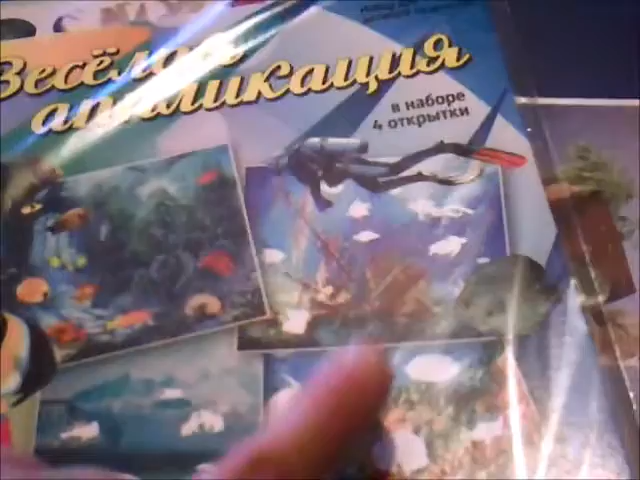 Весёлая
аппликация
в наборе
4 открытки